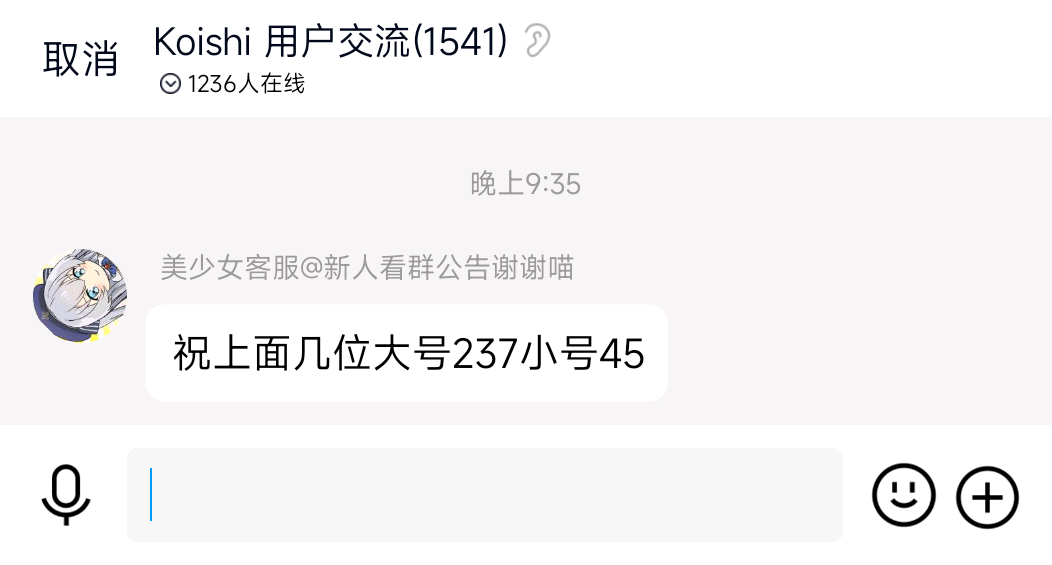 取消
Koishi 用户交流(1541)
1236人在线
晚上9:35
美少女客服@新人看群公告谢谢喵
祝上面几位大号237小号45